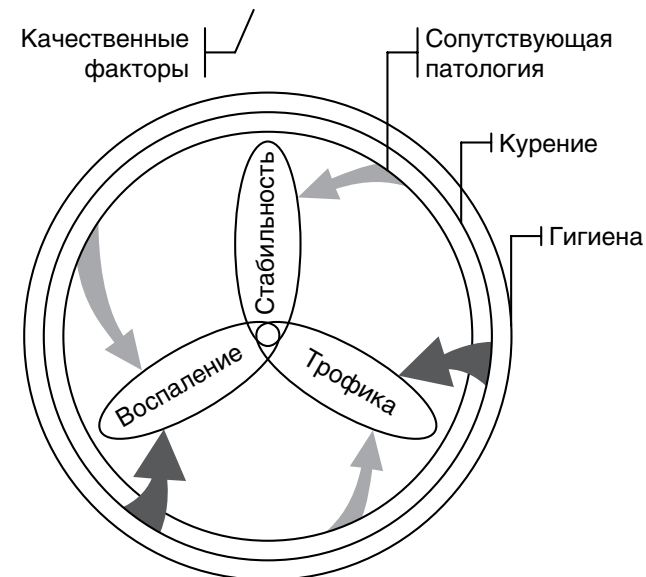 Качественные
факторы
Сопутствующая
патология
Курение
Гигиена
Стабильность
Воспаление
Трофика